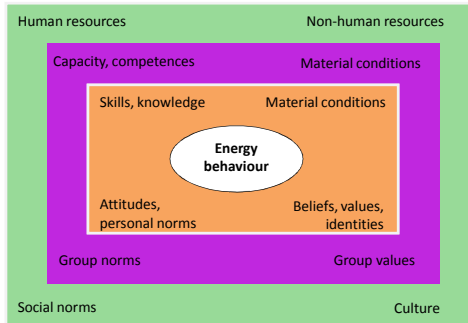 Human resources
Non-human resources
Capacity, competences
Material conditions
Skills, knowledge
Material conditions
Energy
behaviour
Attitudes,
personal norms
Beliefs, values,
identities
Group norms
Group values
Social norms
Culture